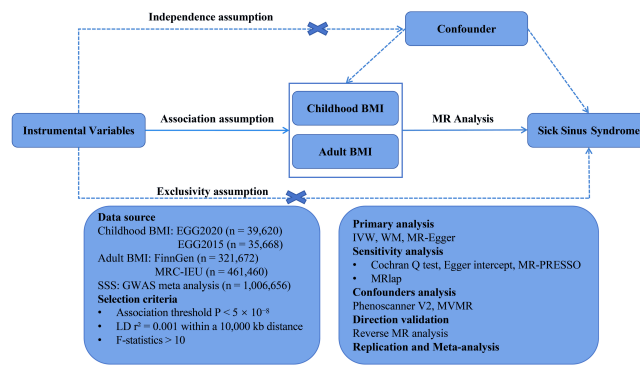 Independence assumption
Confounder
Childhood BMI
Association assumption
MR Analysis
Instrumental Variables
Sick Sinus Syndrome
Adult BMI
Exclusivity assumption
Data source
Childhood BMI: EGG2020 (n = 39,620)
EGG2015 (n = 35,668)
Adult BMI: FinnGen (n = 321,672)
MRC-IEU (n = 461,460)
SSS: GWAS meta analysis (n = 1,006,656)
Selection criteria
• Association threshold P < 5 × 10⁻⁸
• LD r² = 0.001 within a 10,000 kb distance
• F-statistics > 10
Primary analysis
IVW, WM, MR-Egger
Sensitivity analysis
• Cochran Q test, Egger intercept, MR-PRESSO
• MRlap
Confounders analysis
Phenoscanner V2, MVMR
Direction validation
Reverse MR analysis
Replication and Meta-analysis